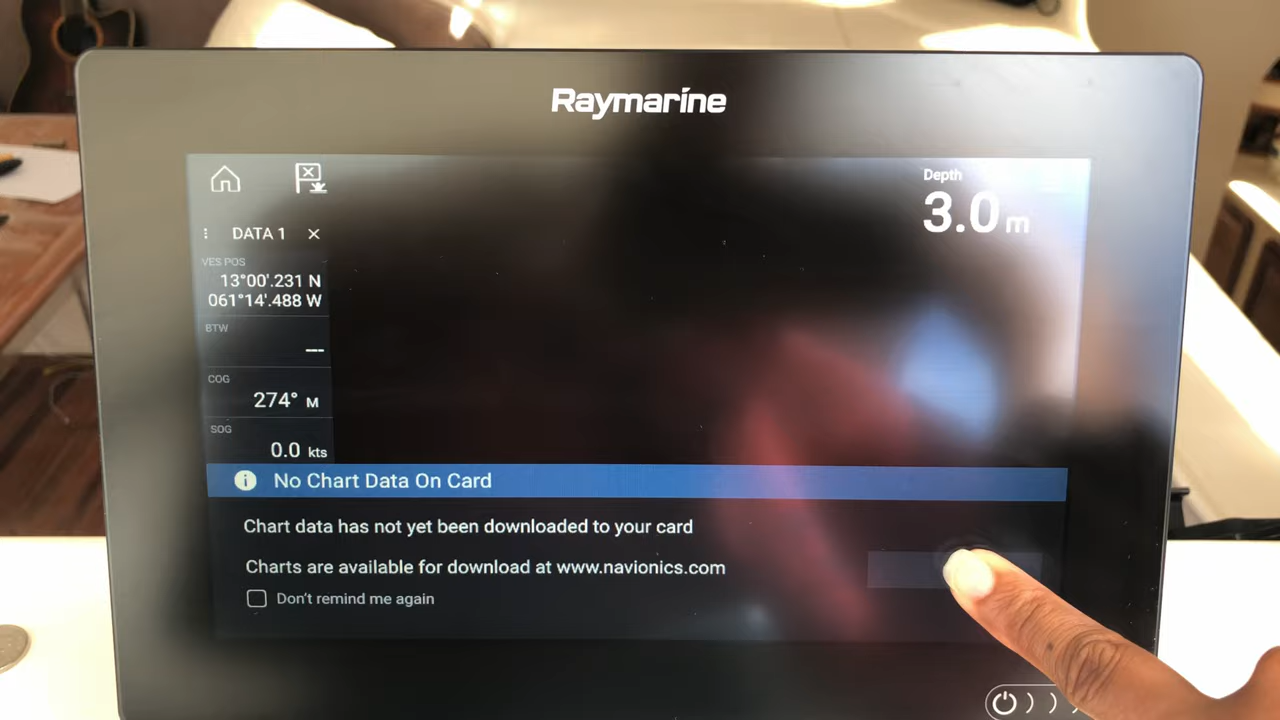 Raymarine
Depth
3.0 m
DATA 1
VES POS
13°00'.231 N
061°14'.488 W
BTW
---
COG
274° M
SOG
0.0 kts
No Chart Data On Card
Chart data has not yet been downloaded to your card
Charts are available for download at www.navionics.com
Don't remind me again